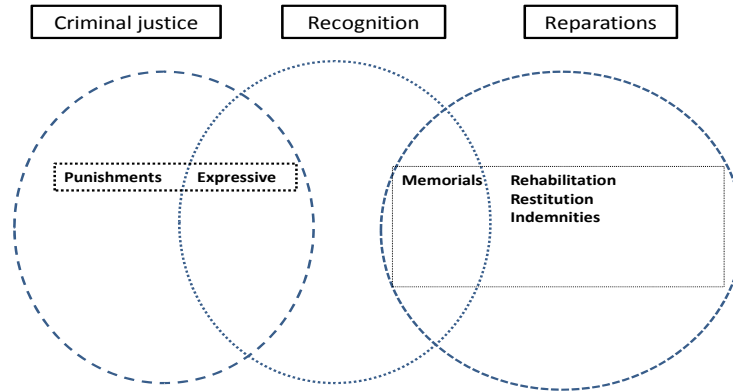 Criminal justice Recognition Reparations
Punishments Expressive Memorials Rehabilitation
Restitution
Indemnities